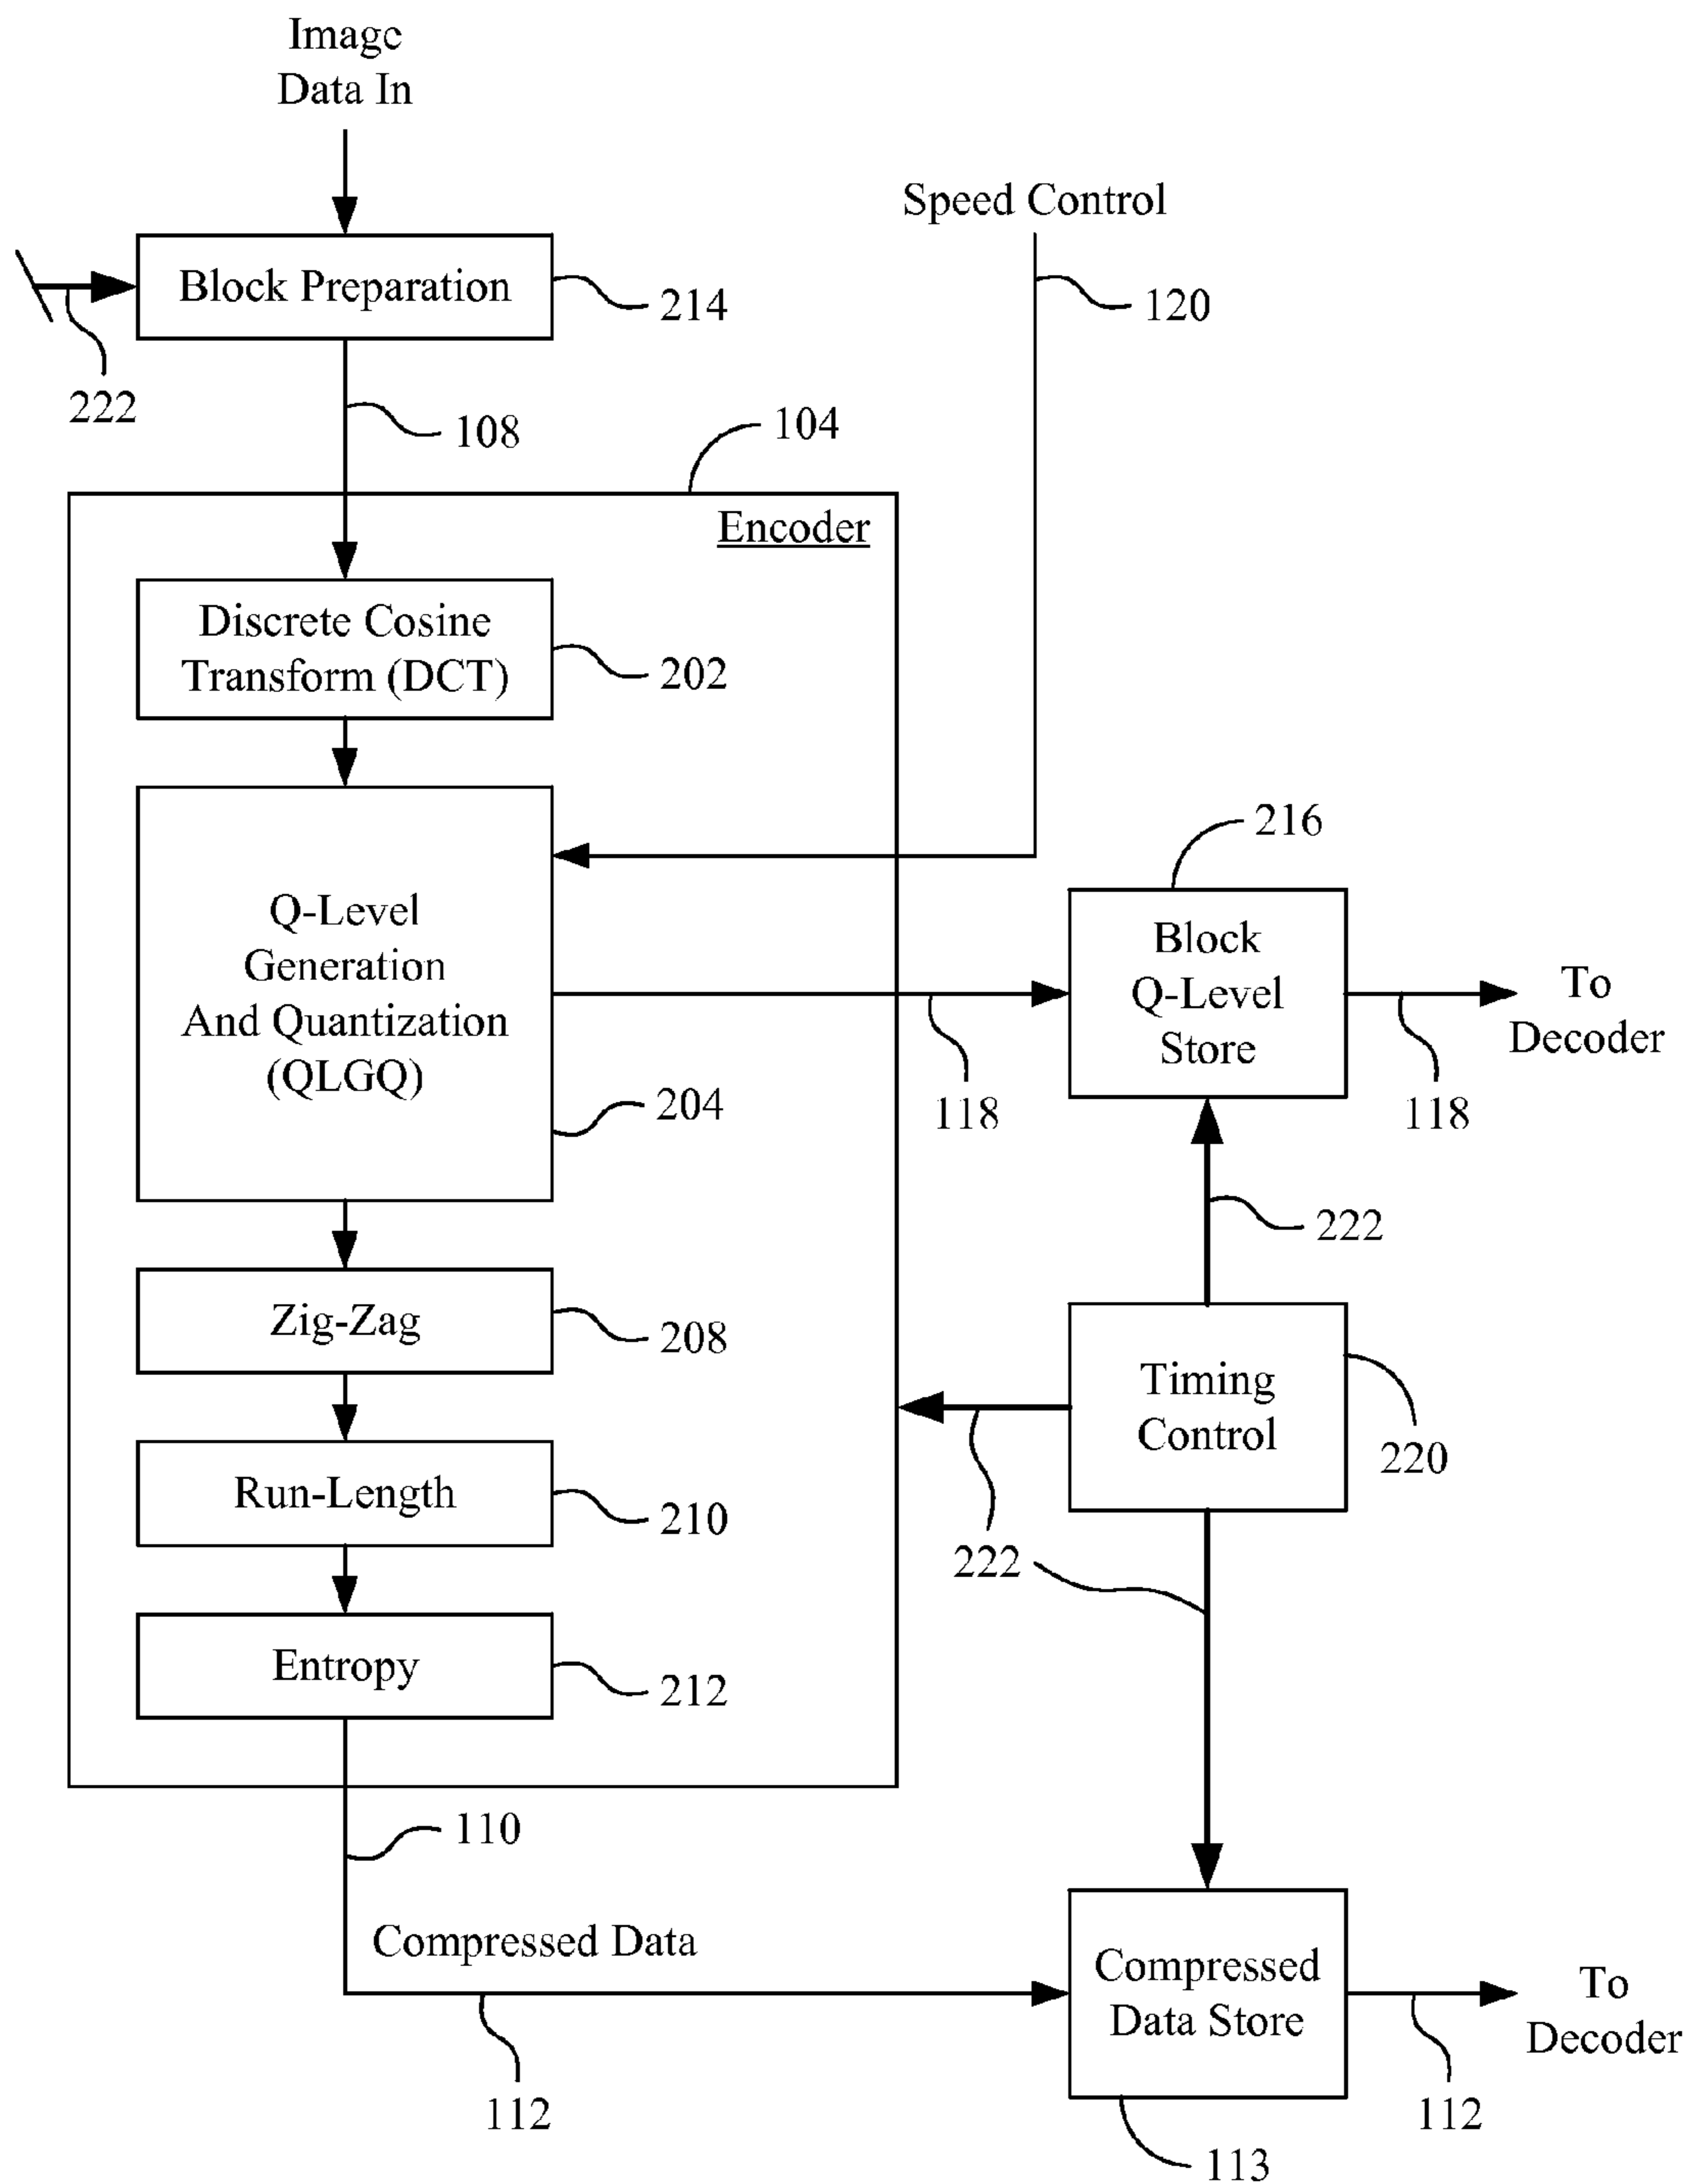 Image
Data In
Speed Control
Block Preparation
214
120
222
108
104
Encoder
Discrete Cosine
Transform (DCT)
202
216
Q-Level
Generation
And Quantization
(QLGQ)
204
Block
Q-Level
Store
To
Decoder
118
118
222
Zig-Zag
208
Timing
Control
220
Run-Length
210
222
Entropy
212
110
Compressed Data
Compressed
Data Store
To
Decoder
112
112
113